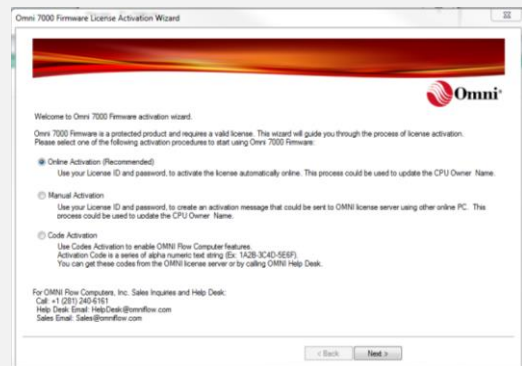 Omni 7000 Firmware License Activation Wizard
Omni
Welcome to Omni 7000 Firmware activation wizard.
Omni 7000 Firmware is a protected product and requires a valid license. This wizard will guide you through the process of license activation.
Please select one of the following activation procedures to start using Omni 7000 Firmware:
Online Activation (Recommended)
Use your License ID and password, to activate the license automatically online. This process could be used to update the CPU Owner Name.
Manual Activation
Use your License ID and password, to create an activation message that could be sent to OMNI license server using other online PC. This
process could be used to update the CPU Owner Name.
Code Activation
Use Codes Activation to enable OMNI Flow Computer features.
Activation Code is a series of alpha numeric text string (Ex: 1A2B-3C4D-5E6F).
You can get these codes from the OMNI license server or by calling OMNI Help Desk.
For OMNI Flow Computers, Inc. Sales Inquiries and Help Desk:
Call: +1 (281) 240-6161
Help Desk Email: HelpDesk@omniflow.com
Sales Email: Sales@omniflow.com
< Back Next >